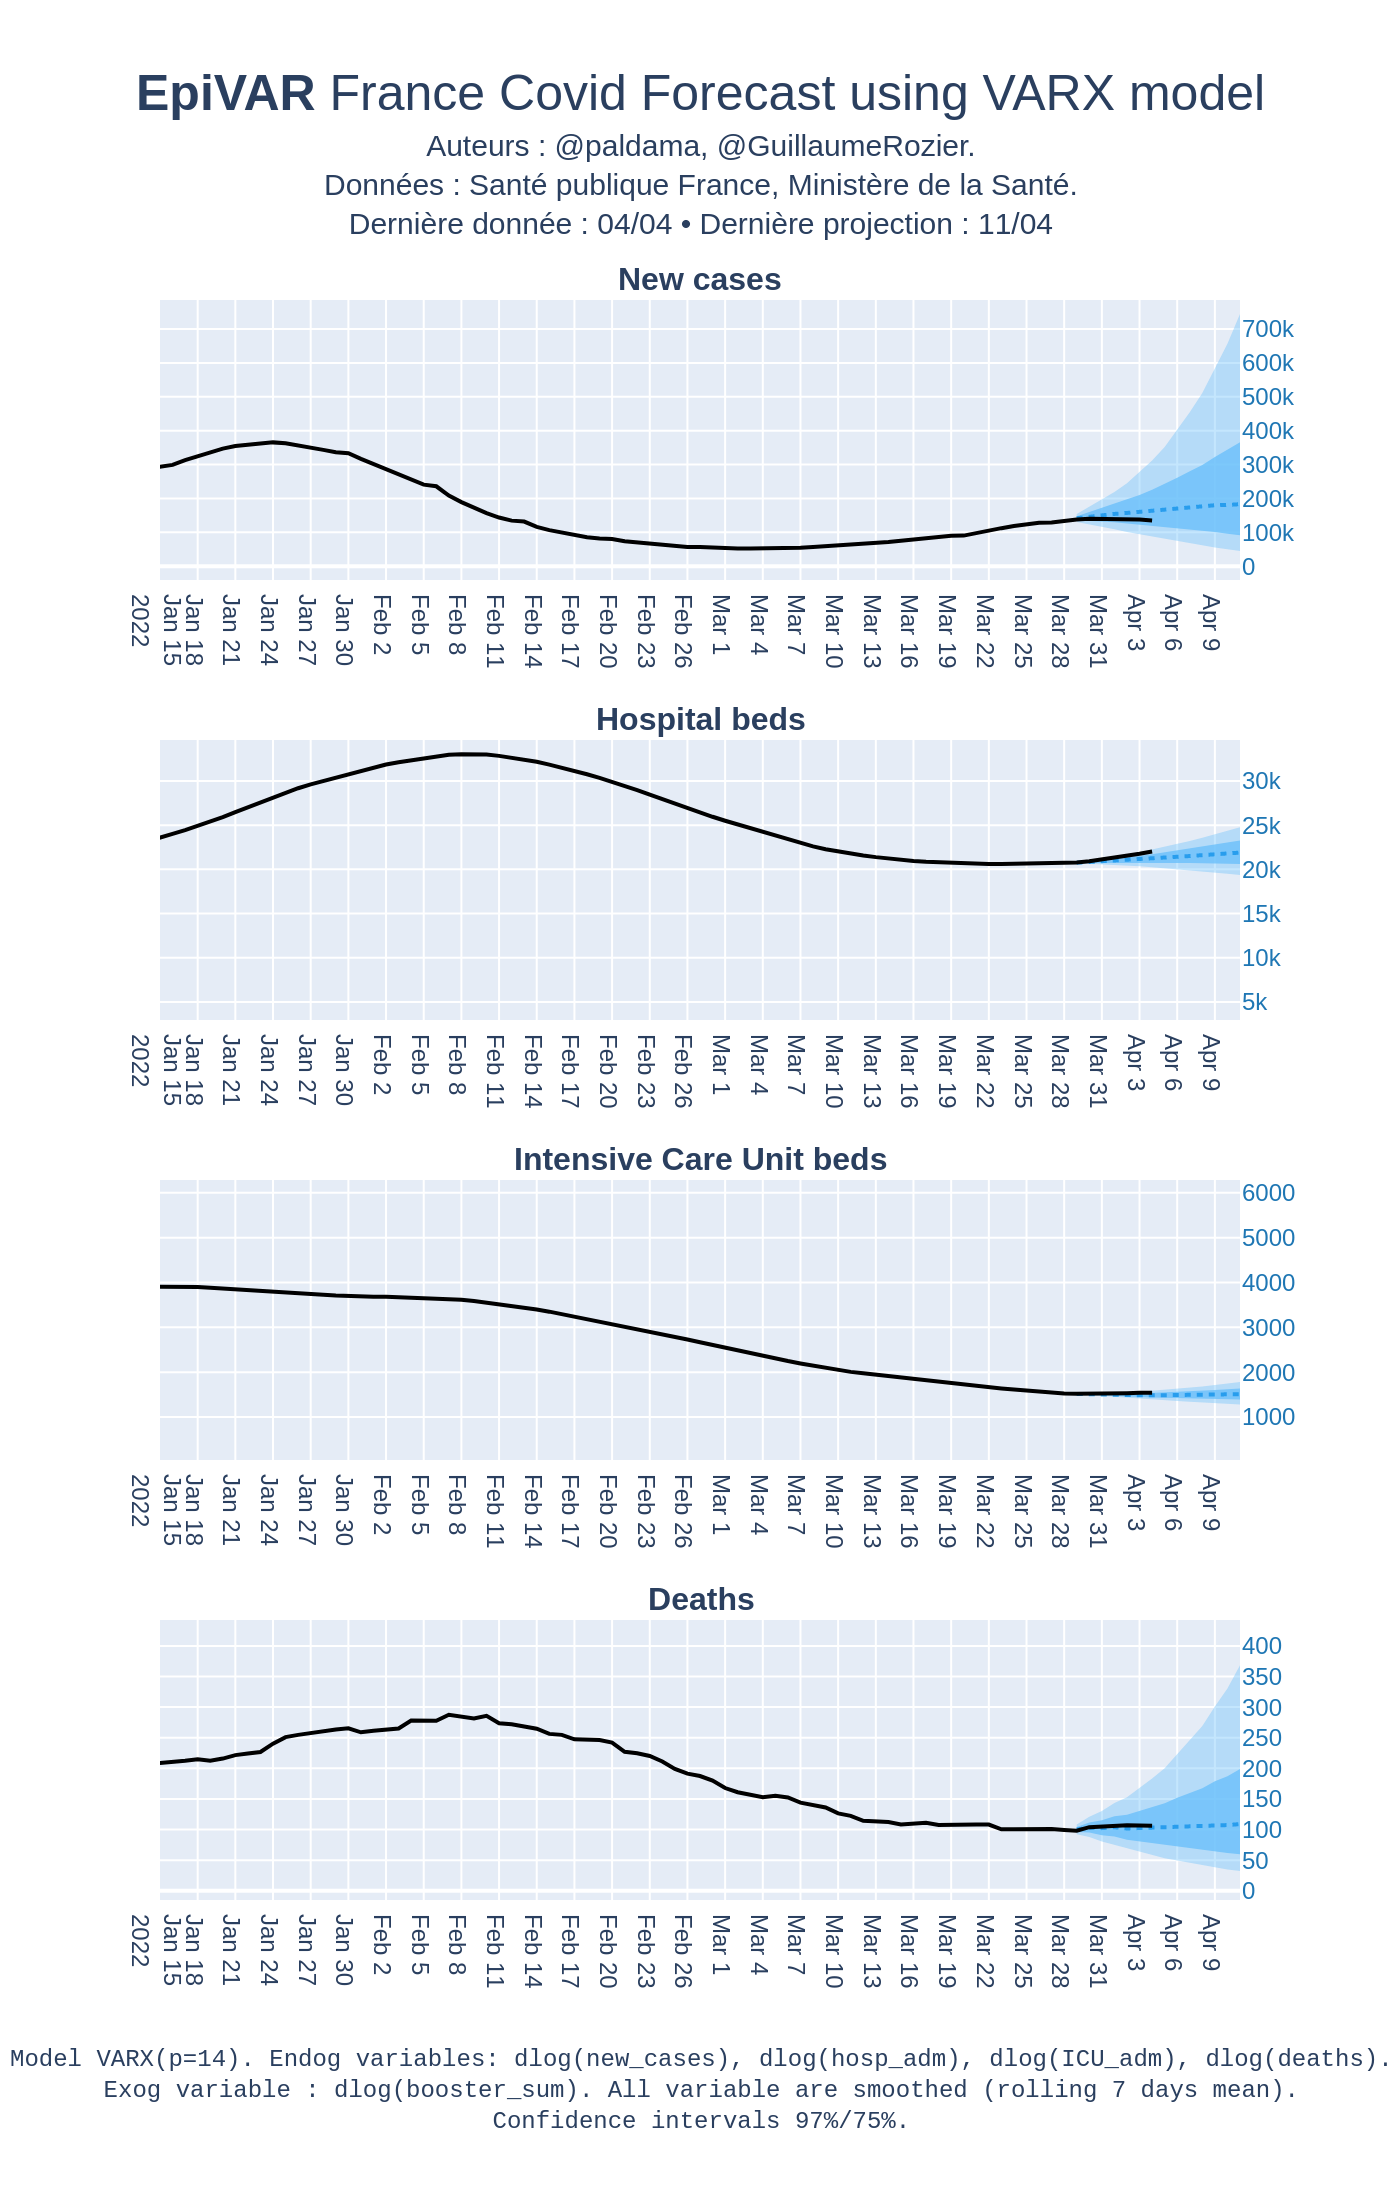 EpiVAR France Covid Forecast using VARX model
Auteurs : @paldama, @GuillaumeRozier.
Données : Santé publique France, Ministère de la Santé.
Dernière donnée : 04/04 • Dernière projection : 11/04
New cases
700k
600k
500k
400k
300k
200k
100k
0
Jan 15
2022
Jan 18
Jan 21
Jan 24
Jan 27
Jan 30
Feb 2
Feb 5
Feb 8
Feb 11
Feb 14
Feb 17
Feb 20
Feb 23
Feb 26
Mar 1
Mar 4
Mar 7
Mar 10
Mar 13
Mar 16
Mar 19
Mar 22
Mar 25
Mar 28
Mar 31
Apr 3
Apr 6
Apr 9
Hospital beds
30k
25k
20k
15k
10k
5k
Jan 15
2022
Jan 18
Jan 21
Jan 24
Jan 27
Jan 30
Feb 2
Feb 5
Feb 8
Feb 11
Feb 14
Feb 17
Feb 20
Feb 23
Feb 26
Mar 1
Mar 4
Mar 7
Mar 10
Mar 13
Mar 16
Mar 19
Mar 22
Mar 25
Mar 28
Mar 31
Apr 3
Apr 6
Apr 9
Intensive Care Unit beds
6000
5000
4000
3000
2000
1000
Jan 15
2022
Jan 18
Jan 21
Jan 24
Jan 27
Jan 30
Feb 2
Feb 5
Feb 8
Feb 11
Feb 14
Feb 17
Feb 20
Feb 23
Feb 26
Mar 1
Mar 4
Mar 7
Mar 10
Mar 13
Mar 16
Mar 19
Mar 22
Mar 25
Mar 28
Mar 31
Apr 3
Apr 6
Apr 9
Deaths
400
350
300
250
200
150
100
50
0
Jan 15
2022
Jan 18
Jan 21
Jan 24
Jan 27
Jan 30
Feb 2
Feb 5
Feb 8
Feb 11
Feb 14
Feb 17
Feb 20
Feb 23
Feb 26
Mar 1
Mar 4
Mar 7
Mar 10
Mar 13
Mar 16
Mar 19
Mar 22
Mar 25
Mar 28
Mar 31
Apr 3
Apr 6
Apr 9
Model VARX(p=14). Endog variables: dlog(new_cases), dlog(hosp_adm), dlog(ICU_adm), dlog(deaths).
Exog variable : dlog(booster_sum). All variable are smoothed (rolling 7 days mean).
Confidence intervals 97%/75%.